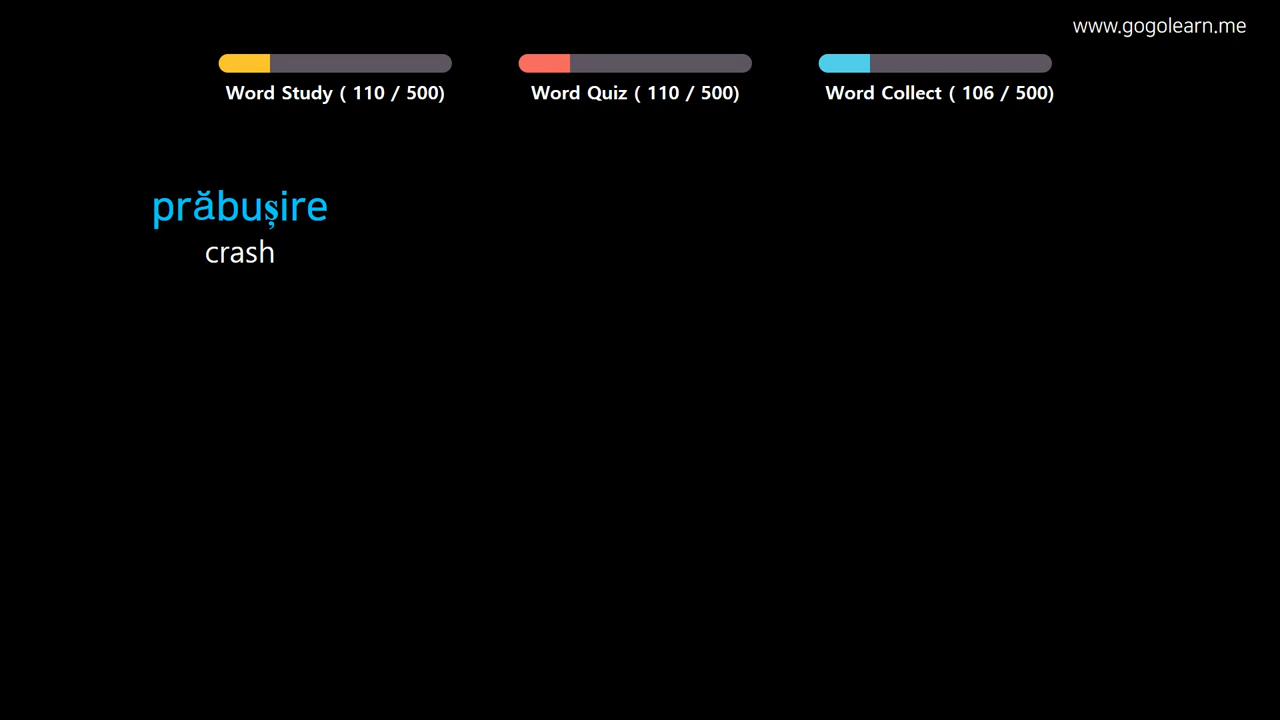 www.gogolearn.me
Word Study ( 110 / 500)
Word Quiz ( 110 / 500)
Word Collect ( 106 / 500)
prăbușire
crash